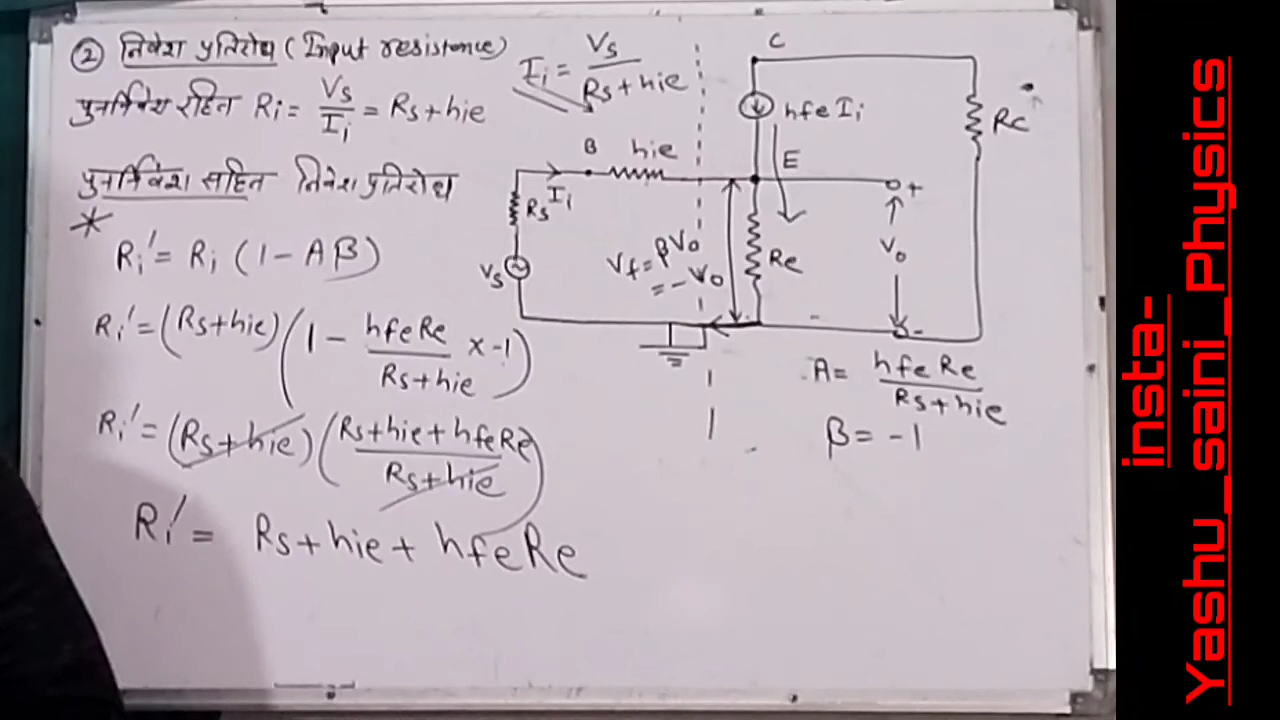 ② निवेश प्रतिरोध (Input resistance)
पुनर्निवेश रहित Ri = Vs/Ii = Rs + hie
पुनर्निवेश सहित निवेश प्रतिरोध
*
Ri' = Ri (1 - Aβ)
Ri' = (Rs+hie) (1 - hfeRe/Rs+hie x -1)
Ri' = (Rs+hie) (Rs+hie+hfeRe/Rs+hie)
Ri' = Rs+hie+ hfeRe
Ii = Vs/Rs+hie
C
hfe Ii
Rc
B hie
E
Rs Ii
+
Vs
Vf = βVo
= -Vo
Re
Vo
-
A = hfe Re/Rs+hie
β = -1
insta-
Yashu_saini_Physics